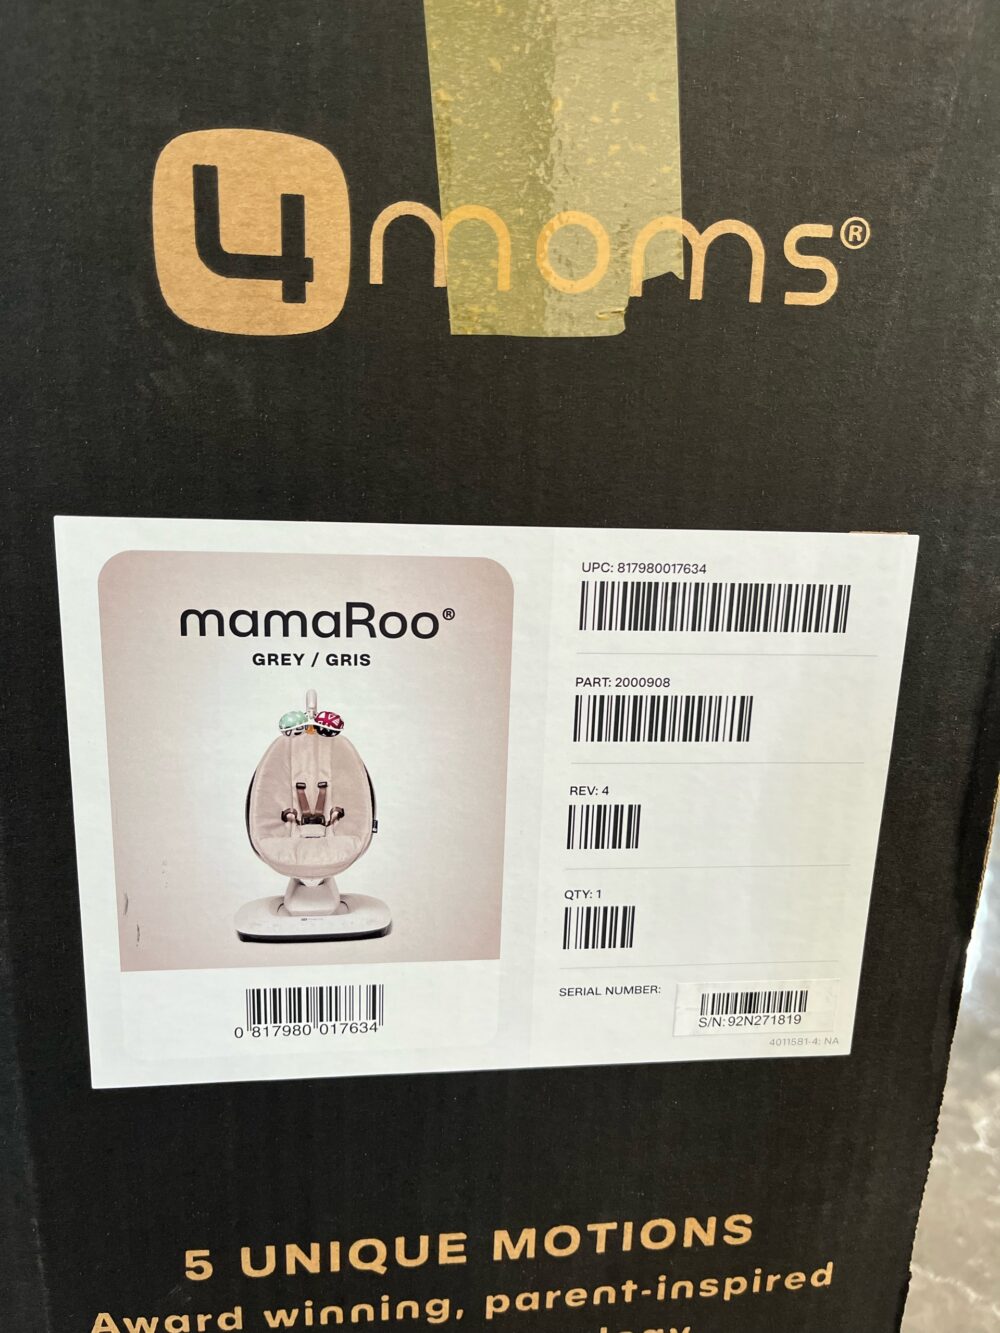 4moms®
mamaRoo®
GREY / GRIS
0 817980 017634
UPC: 817980017634
PART: 2000908
REV: 4
QTY: 1
SERIAL NUMBER:
S/N: 92N271819
4011581-4: NA
5 UNIQUE MOTIONS
Award winning, parent-inspired